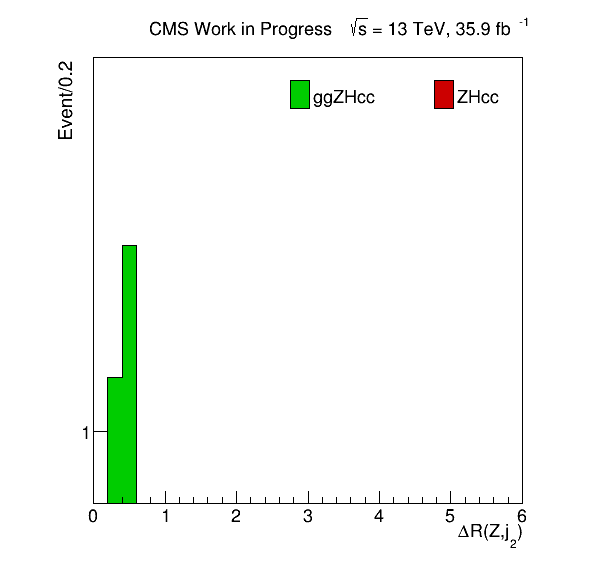 CMS Work in Progress √s = 13 TeV, 35.9 fb⁻¹
Event/0.2
ggZHcc ZHcc
1
0 1 2 3 4 5 6
ΔR(Z,j₂)